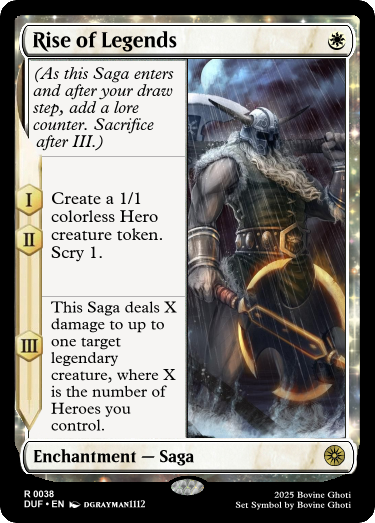 Rise of Legends
(As this Saga enters
and after your draw
step, add a lore
counter. Sacrifice
after III.)
I
II
Create a 1/1
colorless Hero
creature token.
Scry 1.
III
This Saga deals X
damage to up to
one target
legendary
creature, where X
is the number of
Heroes you
control.
Enchantment — Saga
R 0038
DUF • EN DGRAYMAN1112
2025 Bovine Ghoti
Set Symbol by Bovine Ghoti